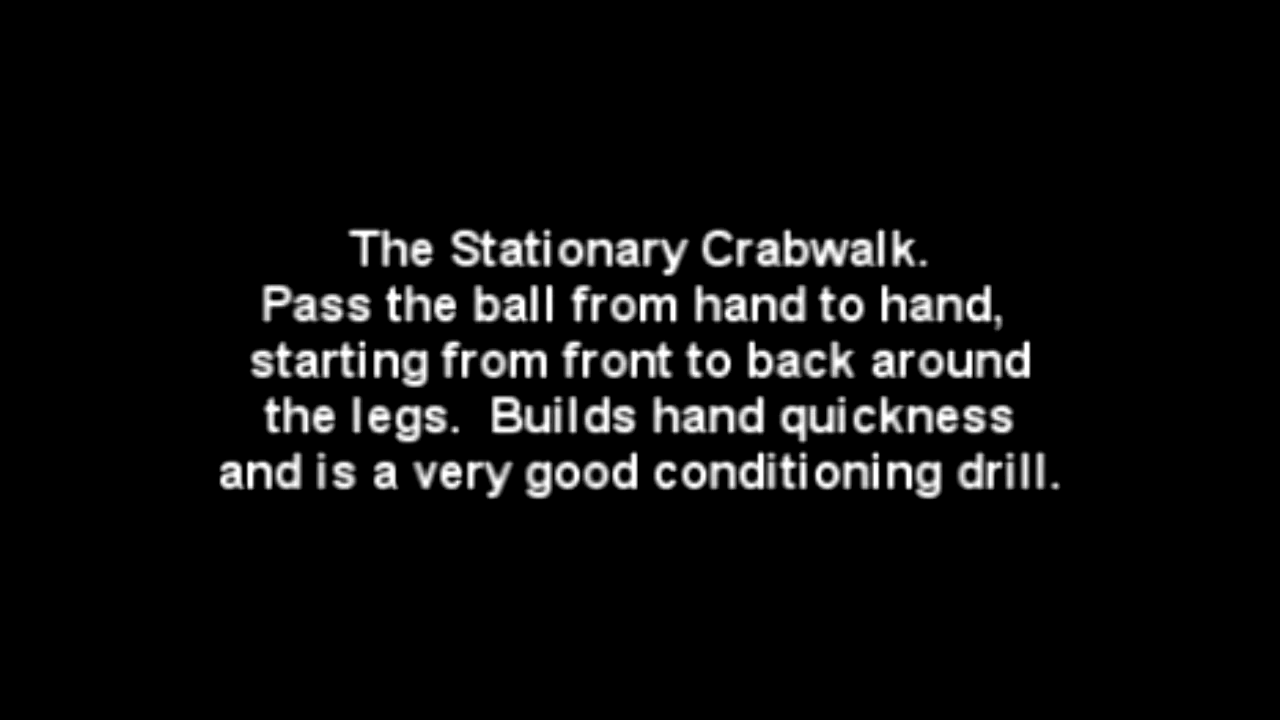 The Stationary Crabwalk.
Pass the ball from hand to hand,
starting from front to back around
the legs.  Builds hand quickness
and is a very good conditioning drill.